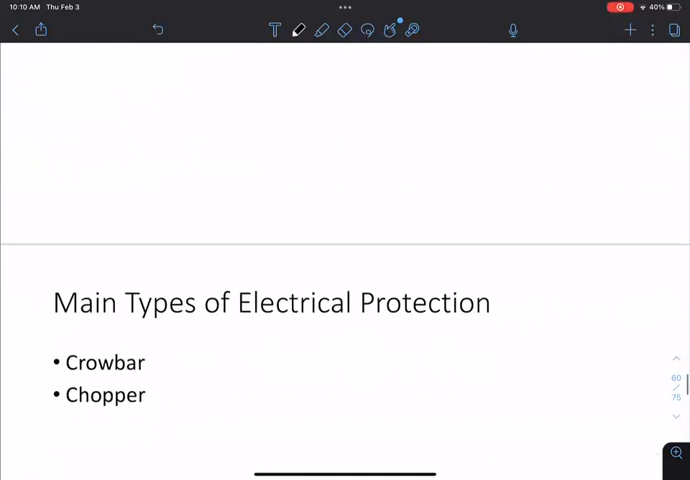 10:10 AM Thu Feb 3
40%
T
Main Types of Electrical Protection
• Crowbar
• Chopper
60
/
75